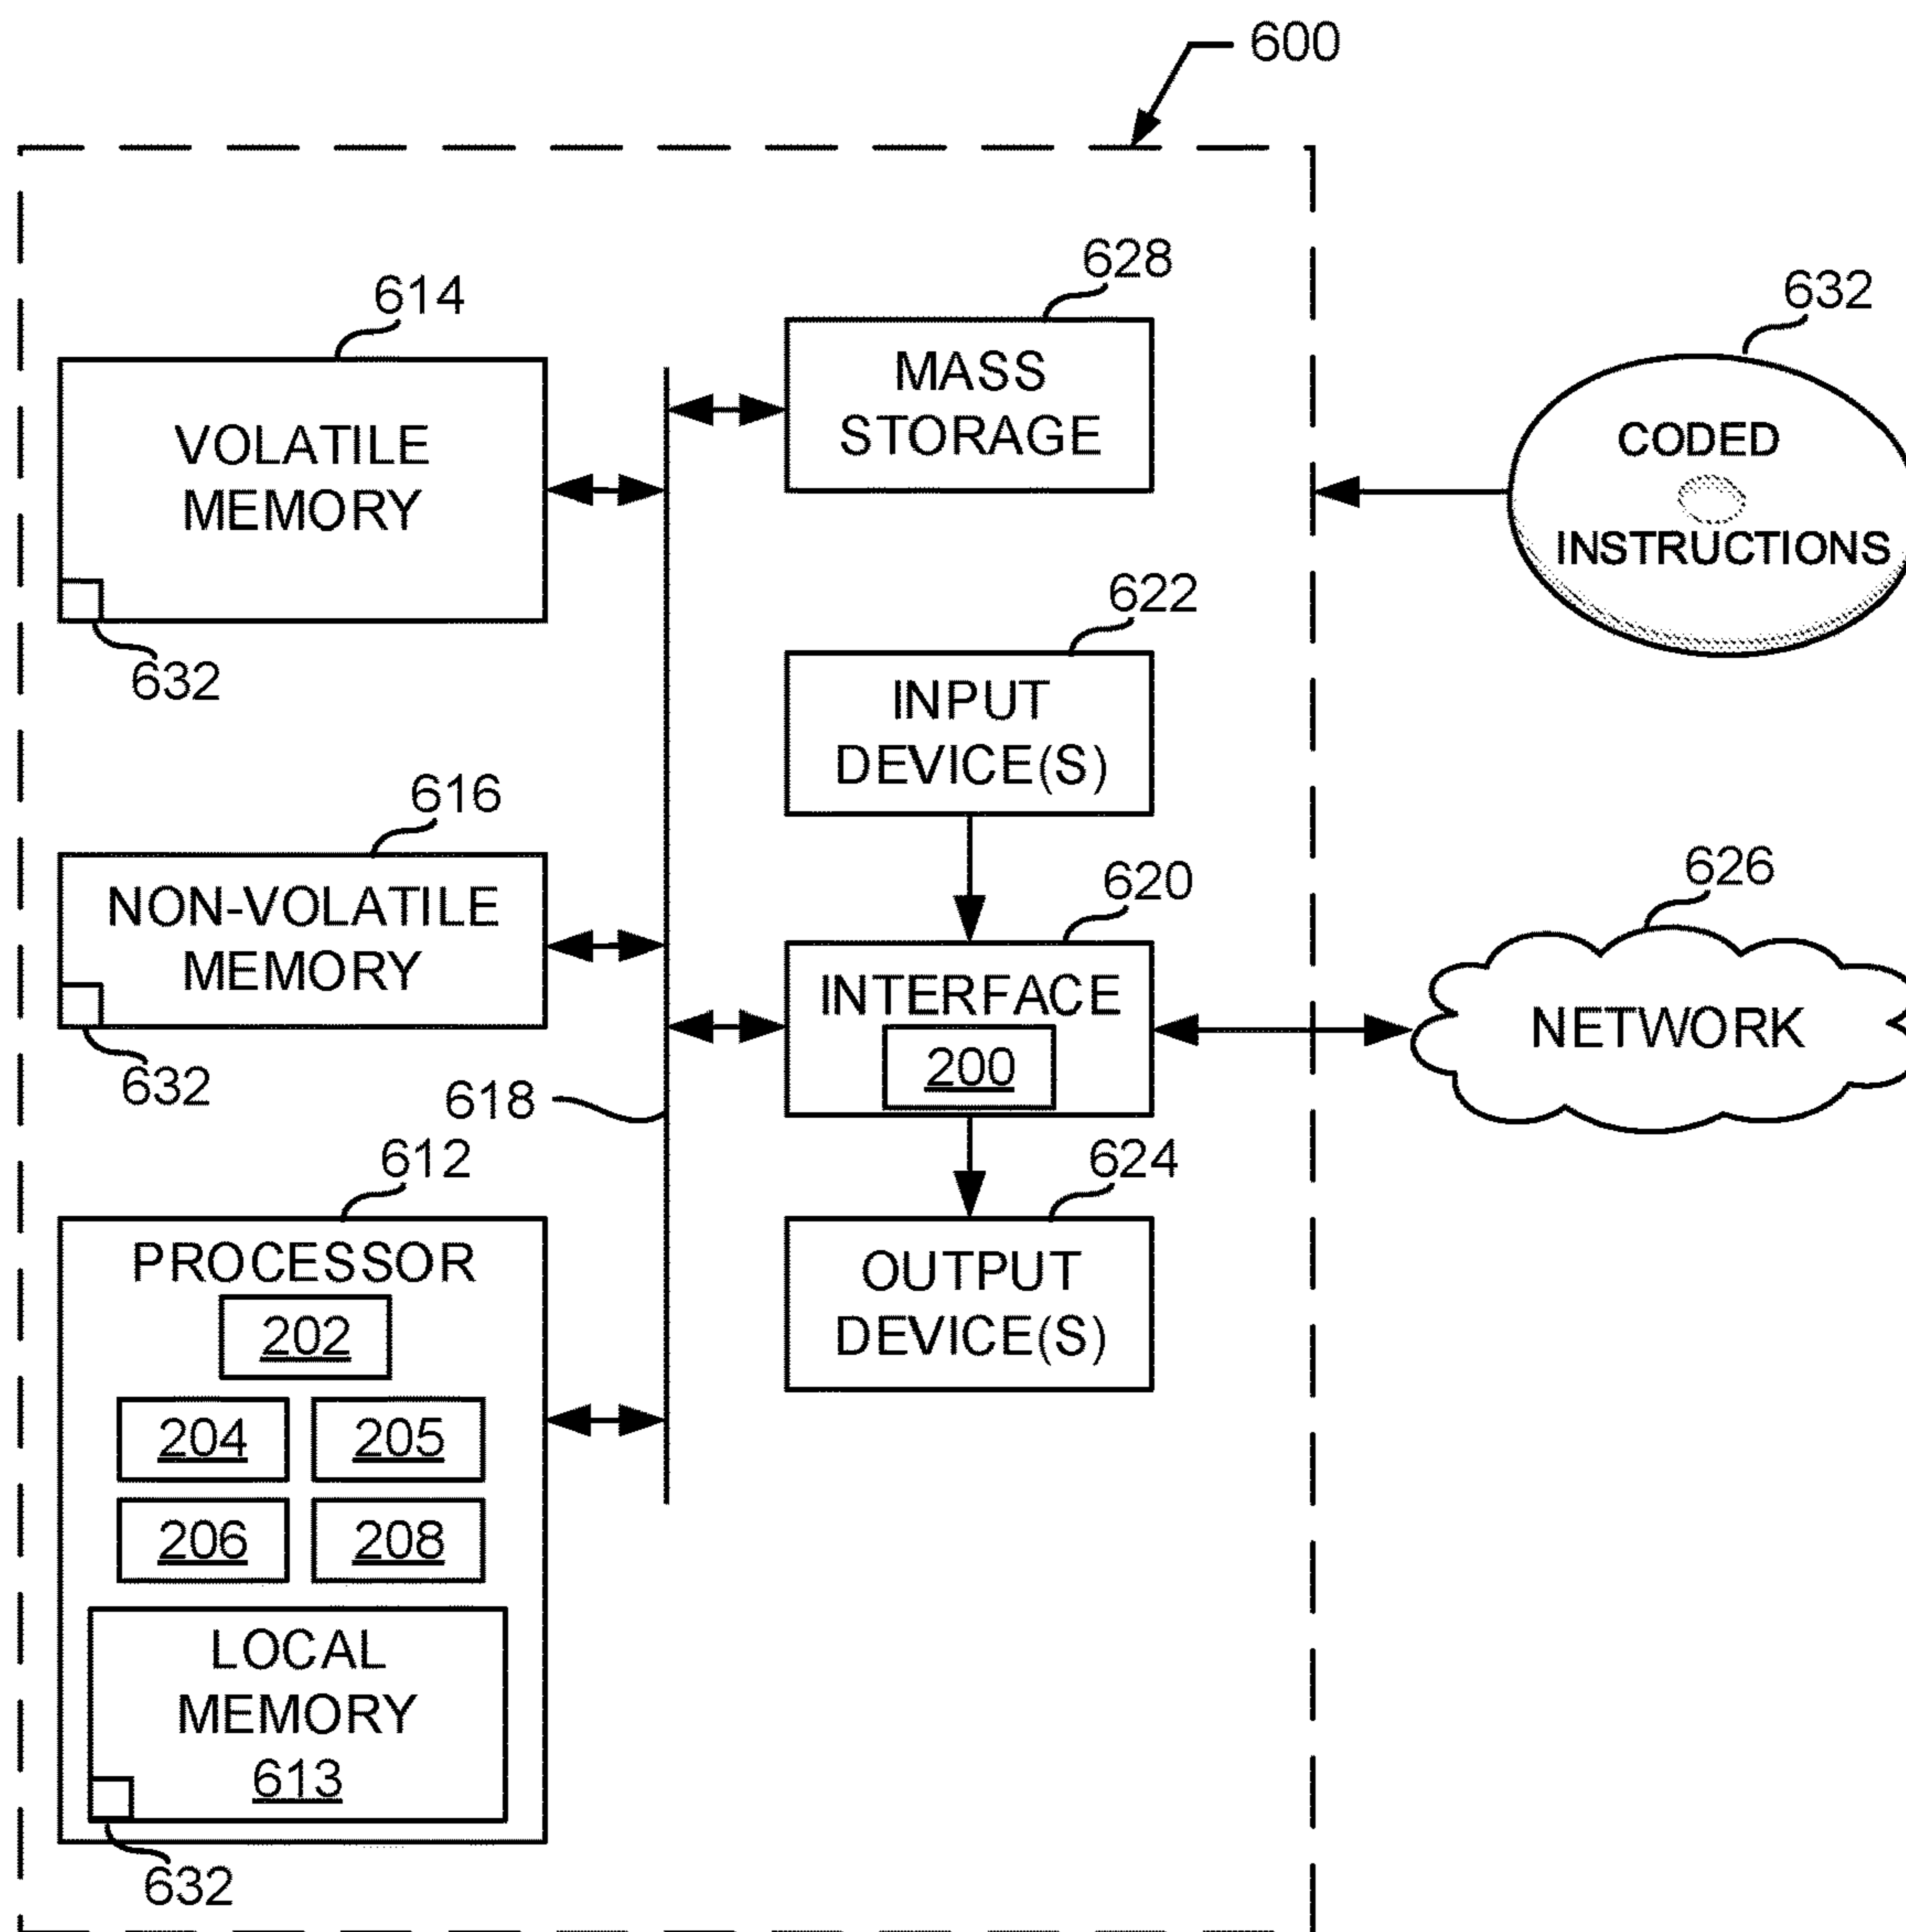 600
614
VOLATILE
MEMORY
632
628
MASS
STORAGE
632
CODED
INSTRUCTIONS
622
INPUT
DEVICE(S)
616
NON-VOLATILE
MEMORY
632
618
620
INTERFACE
200
626
NETWORK
612
PROCESSOR
202
204 205
206 208
LOCAL
MEMORY
613
632
624
OUTPUT
DEVICE(S)